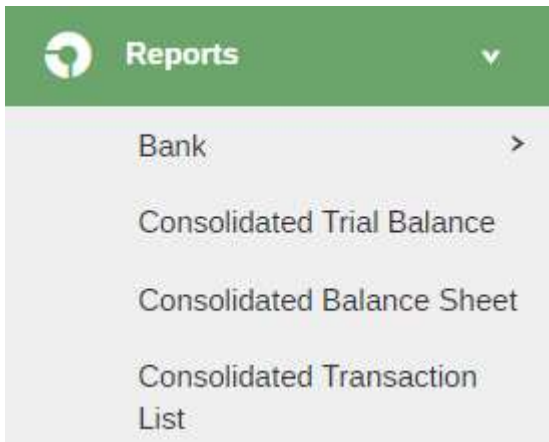 Reports
Bank
Consolidated Trial Balance
Consolidated Balance Sheet
Consolidated Transaction
List